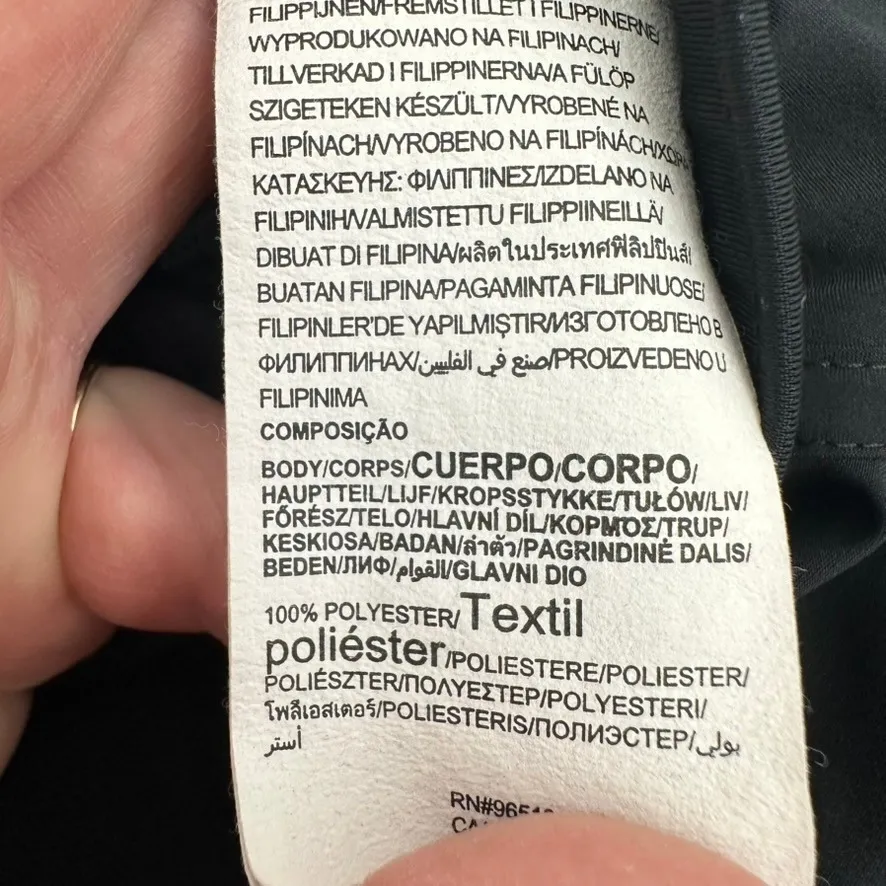 FILIPPIJNEN/FREMSTILLET I FILIPPINERNE/
WYPRODUKOWANO NA FILIPINACH/
TILLVERKAD I FILIPPINERNA/A FÜLÖP
SZIGETEKEN KÉSZÜLT/VYROBENÉ NA
FILIPÍNACH/VYROBENO NA FILIPÍNÁCH/
ΚΑΤΑΣΚΕΥΗΣ: ΦΙΛΙΠΠΙΝΕΣ/IZDELANO NA
FILIPINIH/VALMISTETTU FILIPPIINEILLÄ/
DIBUAT DI FILIPINA/ผลิตในประเทศฟิลิปปินส์/
BUATAN FILIPINA/PAGAMINTA FILIPINUOSE/
FILIPINLER'DE YAPILMIŞTIR/ИЗГОТОВЛЕНО В
ФИЛИППИНАХ/صنع في الفلبين/PROIZVEDENO U
FILIPINIMA
COMPOSIÇÃO
BODY/CORPS/CUERPO/CORPO/
HAUPTTEIL/LIJF/KROPSSTYKKE/TUŁÓW/LIV/
FŐRÉSZ/TELO/HLAVNÍ DÍL/ΚΟΡΜΟΣ/TRUP/
KESKIOSA/BADAN/ลำตัว/PAGRINDINĖ DALIS/
BEDEN/ЛИФ/القوام/GLAVNI DIO
100% POLYESTER/Textil
poliéster/POLIESTERE/POLIESTER/
POLIÉSZTER/ΠΟΛΥΕΣΤΕΡ/POLYESTERI/
โพลีเอสเตอร์/POLIESTERIS/ПОЛИЭСТЕР/بولي
أستر